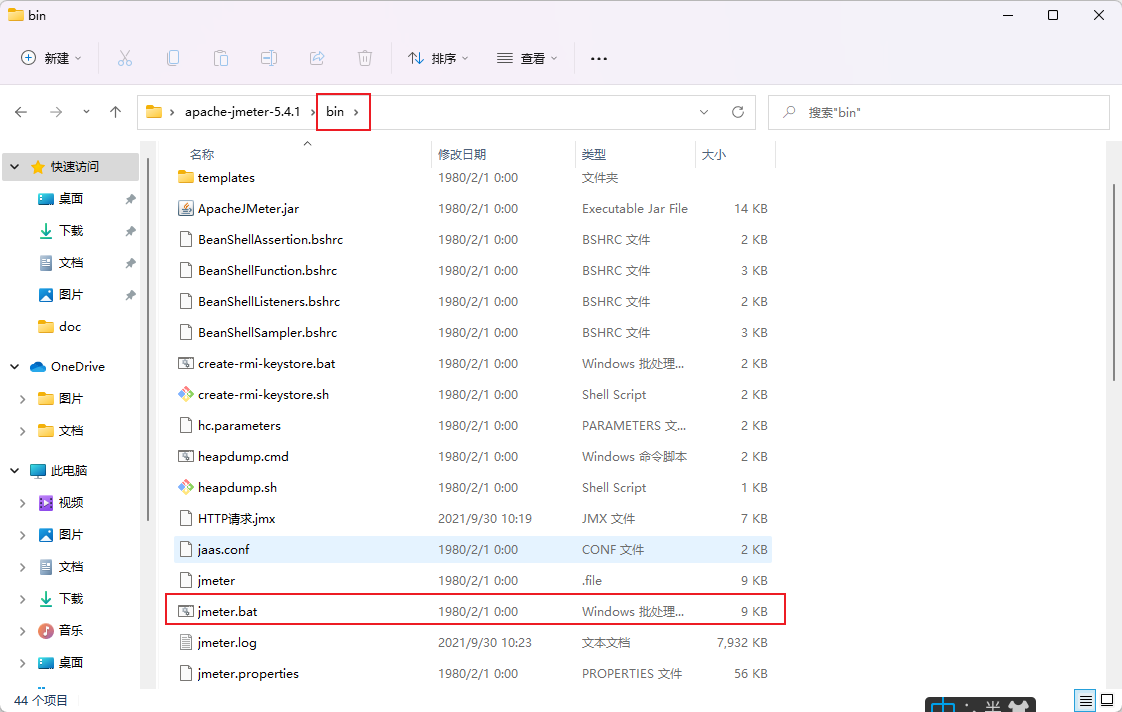 bin
新建 排序 查看
apache-jmeter-5.4.1 bin 搜索"bin"
快速访问
桌面
下载
文档
图片
doc
OneDrive
图片
文档
此电脑
视频
图片
文档
下载
音乐
桌面
名称 修改日期 类型 大小
templates 1980/2/1 0:00 文件夹
ApacheJMeter.jar 1980/2/1 0:00 Executable Jar File 14 KB
BeanShellAssertion.bshrc 1980/2/1 0:00 BSHRC 文件 2 KB
BeanShellFunction.bshrc 1980/2/1 0:00 BSHRC 文件 3 KB
BeanShellListeners.bshrc 1980/2/1 0:00 BSHRC 文件 2 KB
BeanShellSampler.bshrc 1980/2/1 0:00 BSHRC 文件 3 KB
create-rmi-keystore.bat 1980/2/1 0:00 Windows 批处理... 2 KB
create-rmi-keystore.sh 1980/2/1 0:00 Shell Script 2 KB
hc.parameters 1980/2/1 0:00 PARAMETERS 文... 2 KB
heapdump.cmd 1980/2/1 0:00 Windows 命令脚本 2 KB
heapdump.sh 1980/2/1 0:00 Shell Script 1 KB
HTTP请求.jmx 2021/9/30 10:19 JMX 文件 7 KB
jaas.conf 1980/2/1 0:00 CONF 文件 2 KB
jmeter 1980/2/1 0:00 .file 9 KB
jmeter.bat 1980/2/1 0:00 Windows 批处理... 9 KB
jmeter.log 2021/9/30 10:23 文本文档 7,932 KB
jmeter.properties 1980/2/1 0:00 PROPERTIES 文件 56 KB
44 个项目
中 半